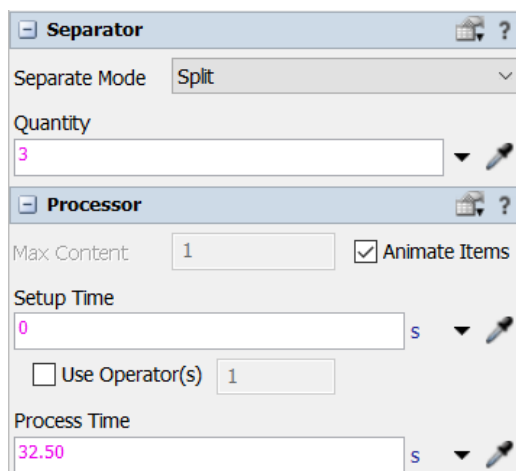 Separator ?
Separate Mode Split
Quantity
3
Processor ?
Max Content 1 Animate Items
Setup Time
0 s
Use Operator(s) 1
Process Time
32.50 s